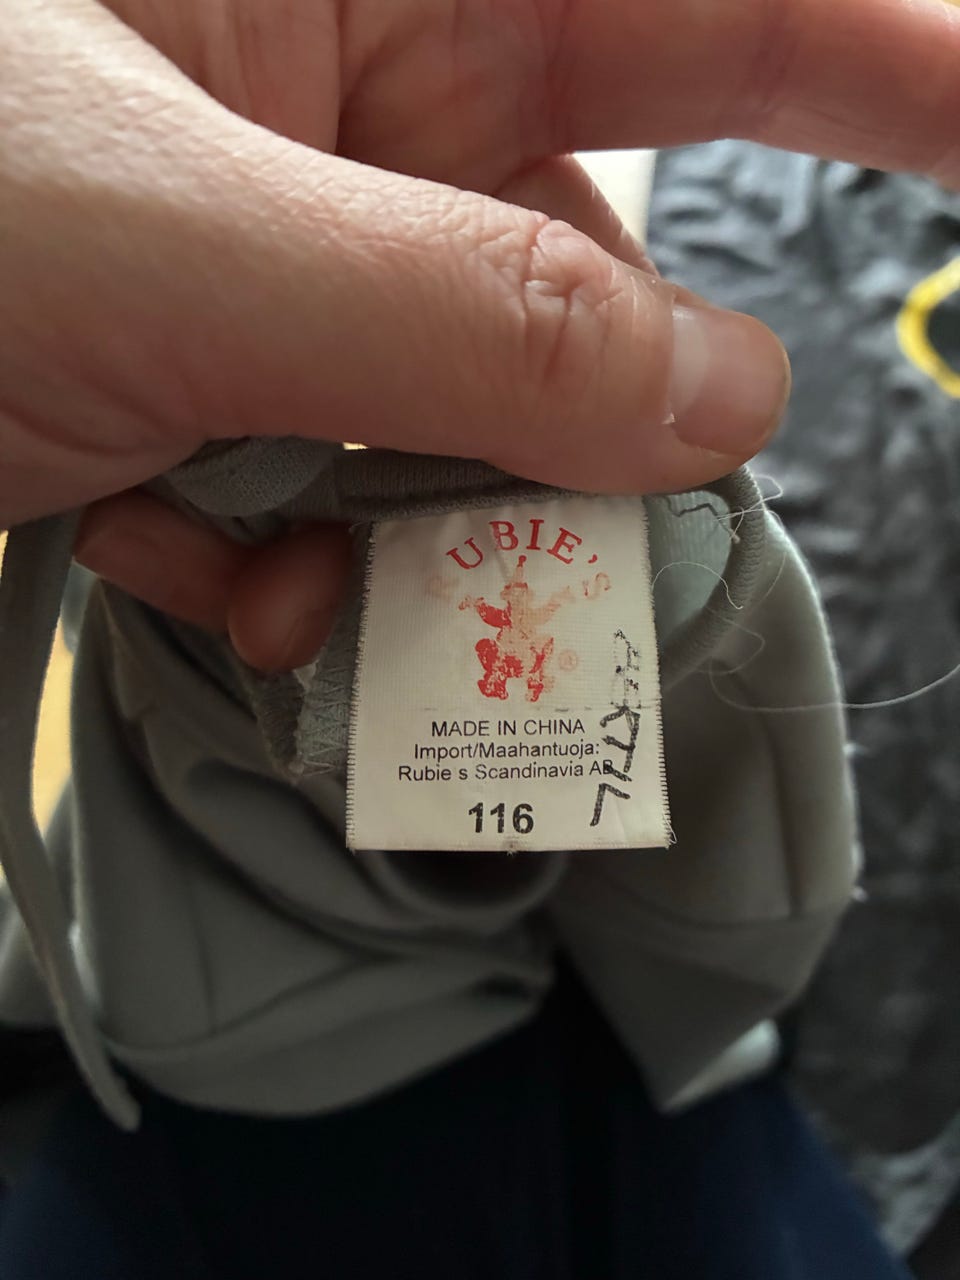 RUBIE'S
®
MADE IN CHINA
Import/Maahantuoja:
Rubie s Scandinavia AB
116